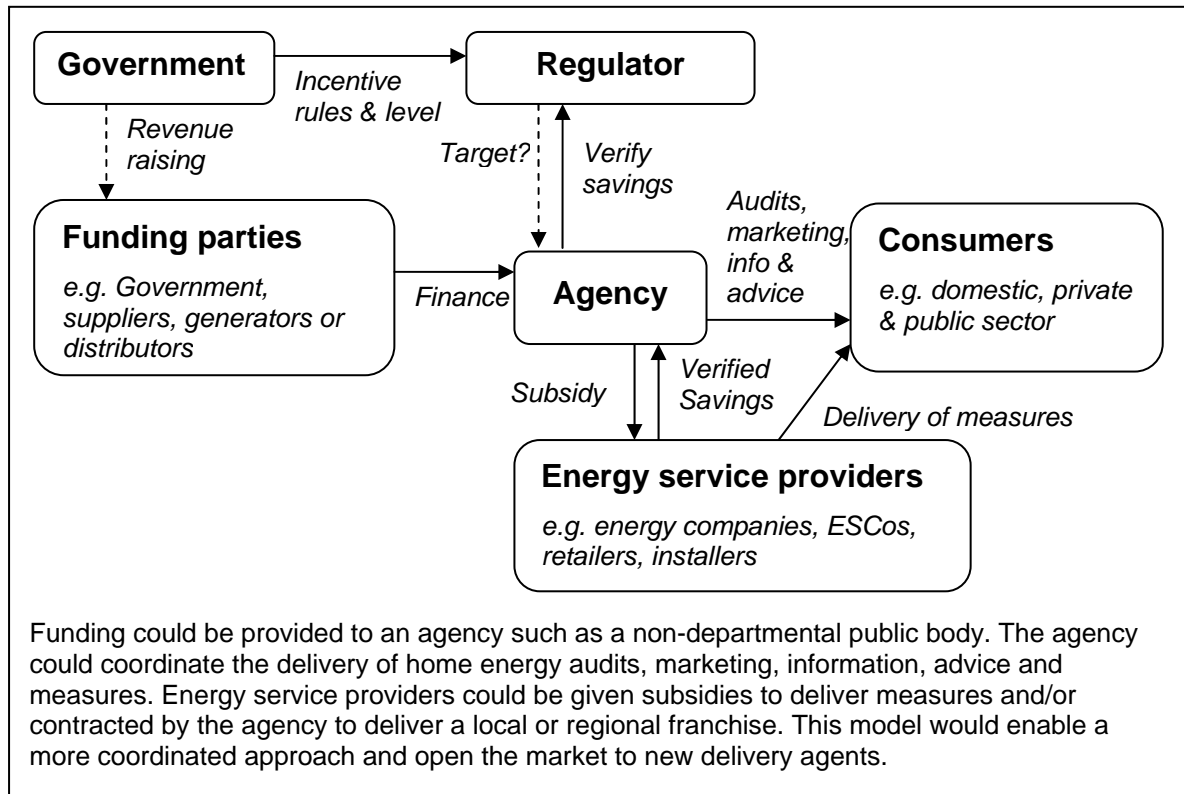 Government
Regulator
Incentive
rules & level
Revenue
raising
Target?
Verify
savings
Funding parties
e.g. Government,
suppliers, generators or
distributors
Finance
Agency
Audits,
marketing,
info &
advice
Consumers
e.g. domestic, private
& public sector
Subsidy
Verified
Savings
Delivery of measures
Energy service providers
e.g. energy companies, ESCos,
retailers, installers
Funding could be provided to an agency such as a non-departmental public body. The agency
could coordinate the delivery of home energy audits, marketing, information, advice and
measures. Energy service providers could be given subsidies to deliver measures and/or
contracted by the agency to deliver a local or regional franchise. This model would enable a
more coordinated approach and open the market to new delivery agents.